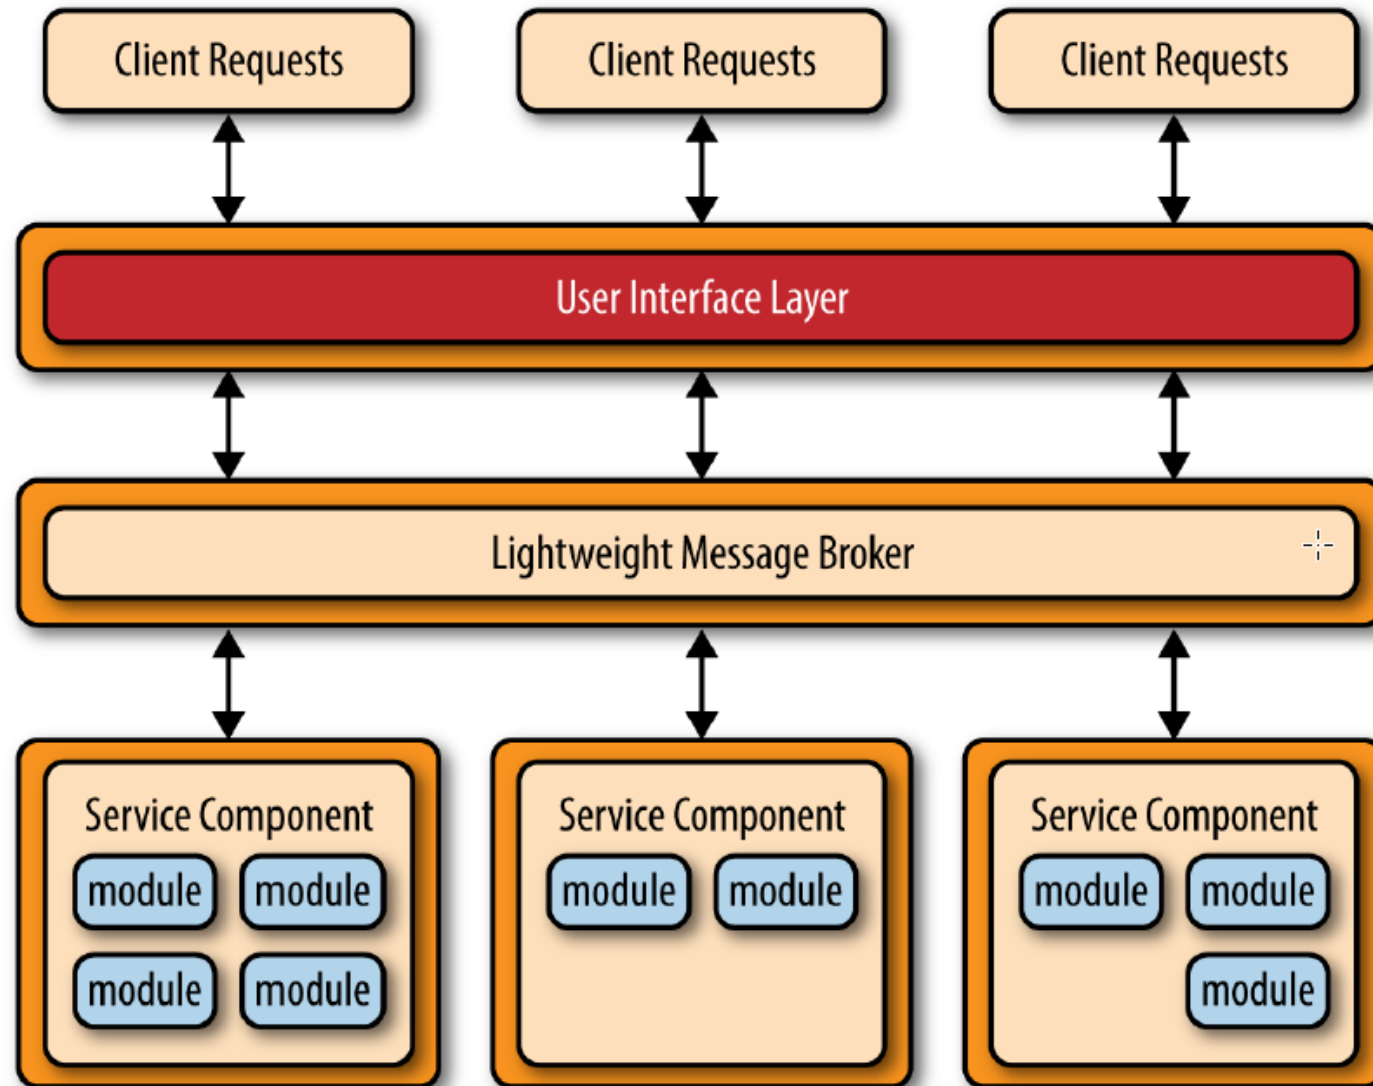 Client Requests
Client Requests
Client Requests
User Interface Layer
Lightweight Message Broker
Service Component
module
module
module
module
Service Component
module
module
Service Component
module
module
module